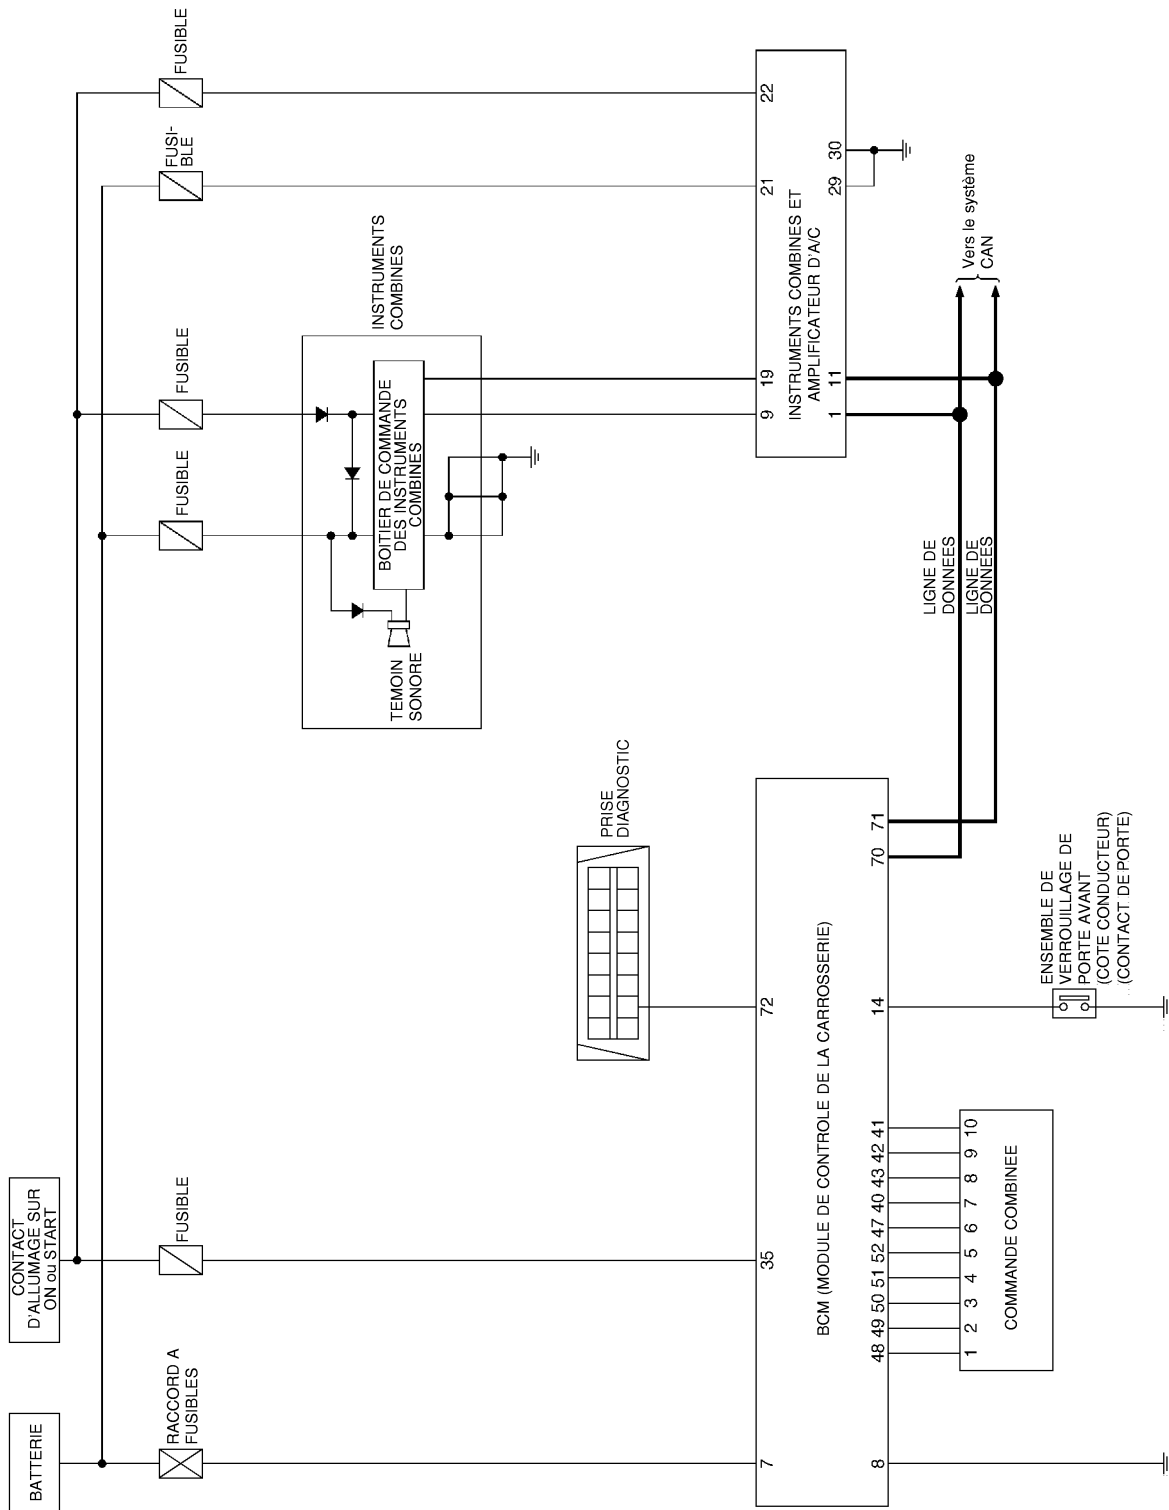 BATTERIE
CONTACT
D'ALLUMAGE SUR
ON ou START
RACCORD A
FUSIBLES
FUSIBLE
FUSIBLE
FUSIBLE
FUSI-
BLE
FUSIBLE
INSTRUMENTS
COMBINES
BOITIER DE COMMANDE
DES INSTRUMENTS
COMBINES
TEMOIN
SONORE
PRISE
DIAGNOSTIC
7
35
72
9
19
21
22
BCM (MODULE DE CONTROLE DE LA CARROSSERIE)
INSTRUMENTS COMBINES ET
AMPLIFICATEUR D'A/C
8
48 49 50 51 52 47 40 43 42 41
14
70
71
1
11
29
30
1 2 3 4 5 6 7 8 9 10
COMMANDE COMBINEE
LIGNE DE
DONNEES
LIGNE DE
DONNEES
Vers le système
CAN
ENSEMBLE DE
VERROUILLAGE DE
PORTE AVANT
(COTE CONDUCTEUR)
(CONTACT DE PORTE)